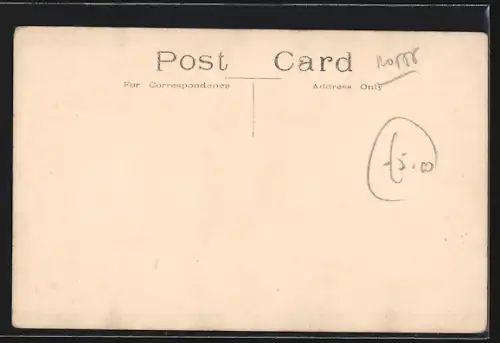 Post Card
For Correspondence Address Only
£5.00